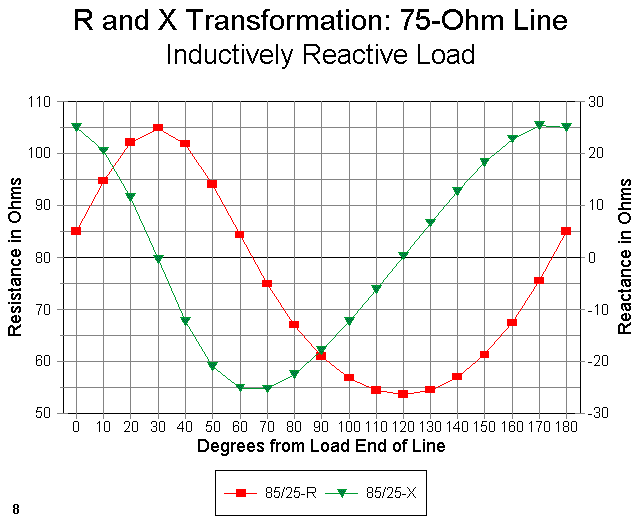 R and X Transformation: 75-Ohm Line
Inductively Reactive Load
110
100
90
80
70
60
50
Resistance in Ohms
30
20
10
0
-10
-20
-30
Reactance in Ohms
0 10 20 30 40 50 60 70 80 90 100 110 120 130 140 150 160 170 180
Degrees from Load End of Line
85/25-R 85/25-X
8